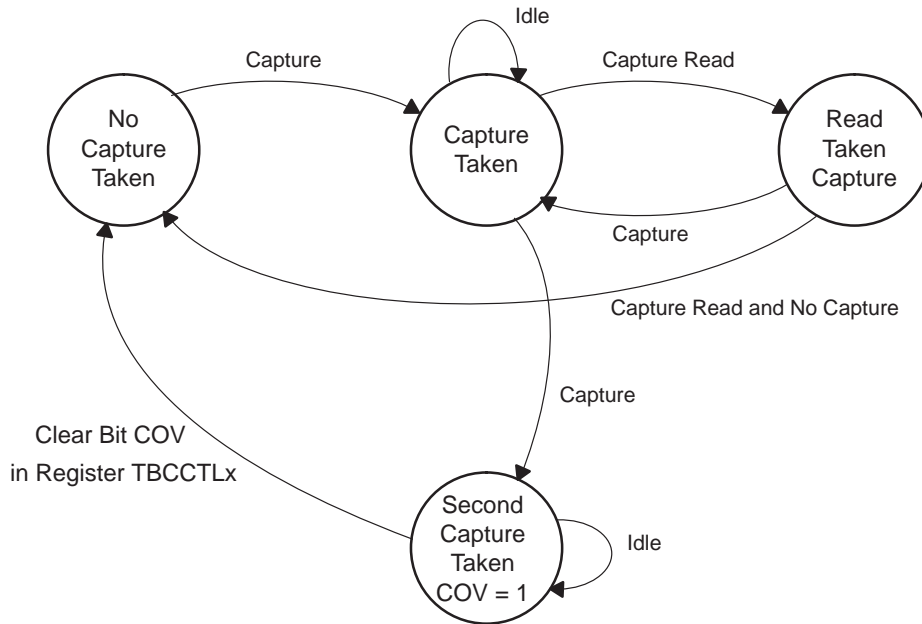 Idle
Capture
Capture Read
No
Capture
Taken
Capture
Taken
Read
Taken
Capture
Capture
Capture Read and No Capture
Capture
Clear Bit COV
in Register TBCCTLx
Second
Capture
Taken
COV = 1
Idle